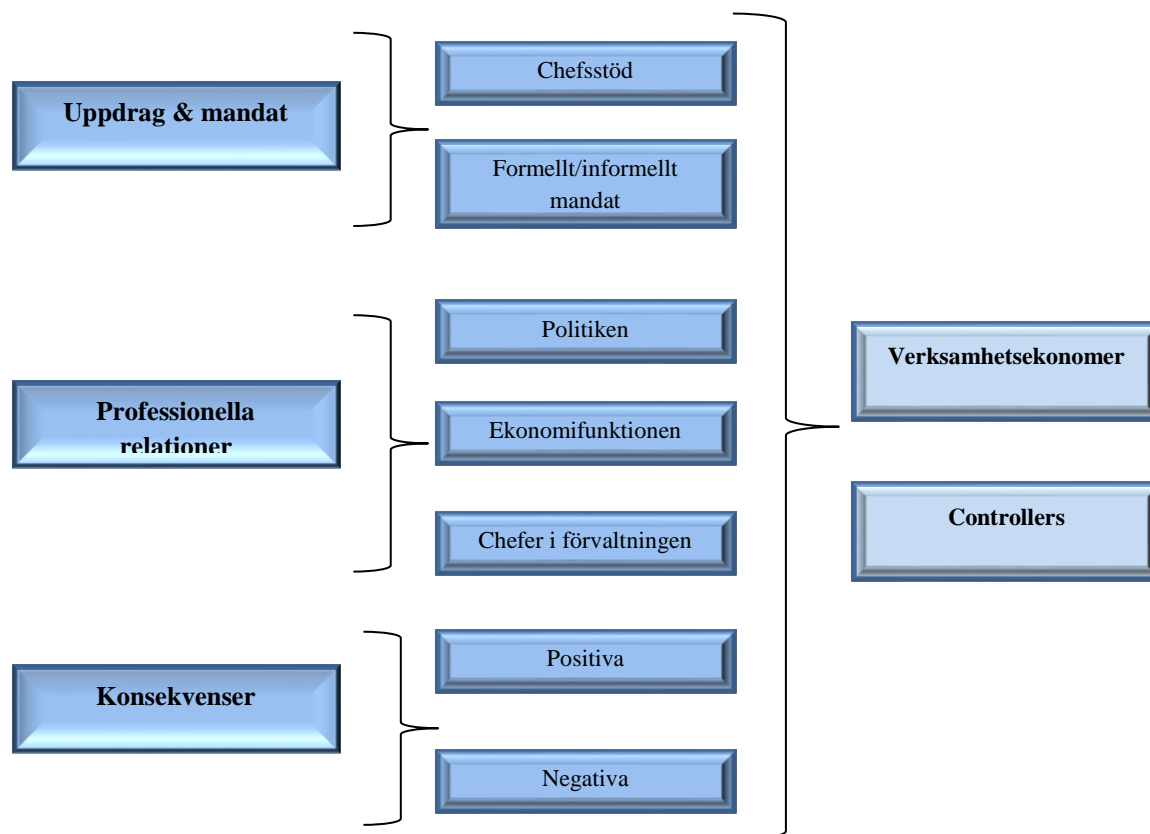 Uppdrag & mandat
Chefsstöd
Formellt/informellt
mandat
Professionella
relationer
Politiken
Ekonomifunktionen
Chefer i förvaltningen
Konsekvenser
Positiva
Negativa
Verksamhetsekonomer
Controllers